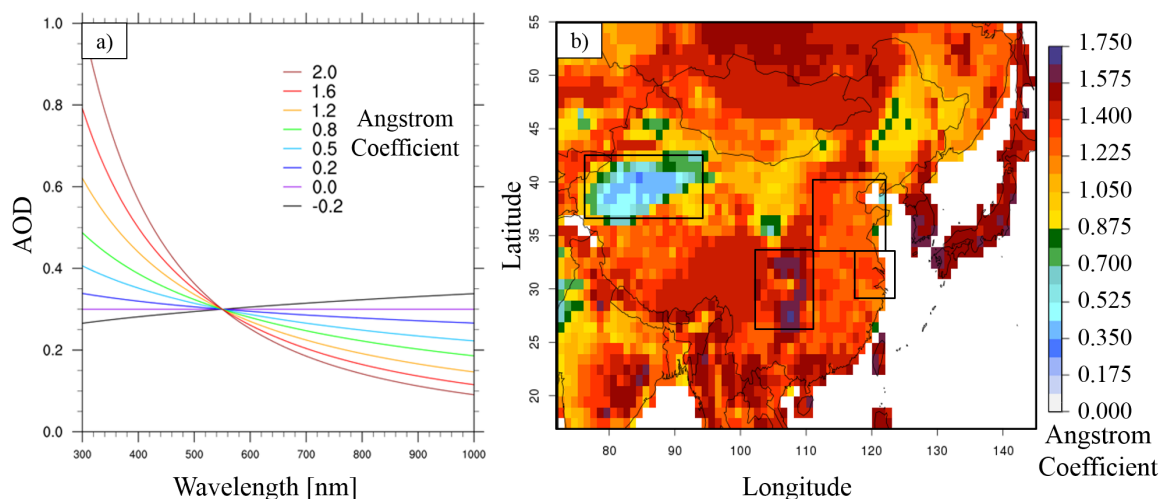 a)
1.0
0.8
0.6
0.4
0.2
0.0
AOD
300 400 500 600 700 800 900 1000
Wavelength [nm]
2.0
1.6
1.2
0.8
0.5
0.2
0.0
-0.2
Angstrom
Coefficient
b)
55
50
45
40
35
30
25
20
Latitude
80 90 100 110 120 130 140
Longitude
1.750
1.575
1.400
1.225
1.050
0.875
0.700
0.525
0.350
0.175
0.000
Angstrom
Coefficient